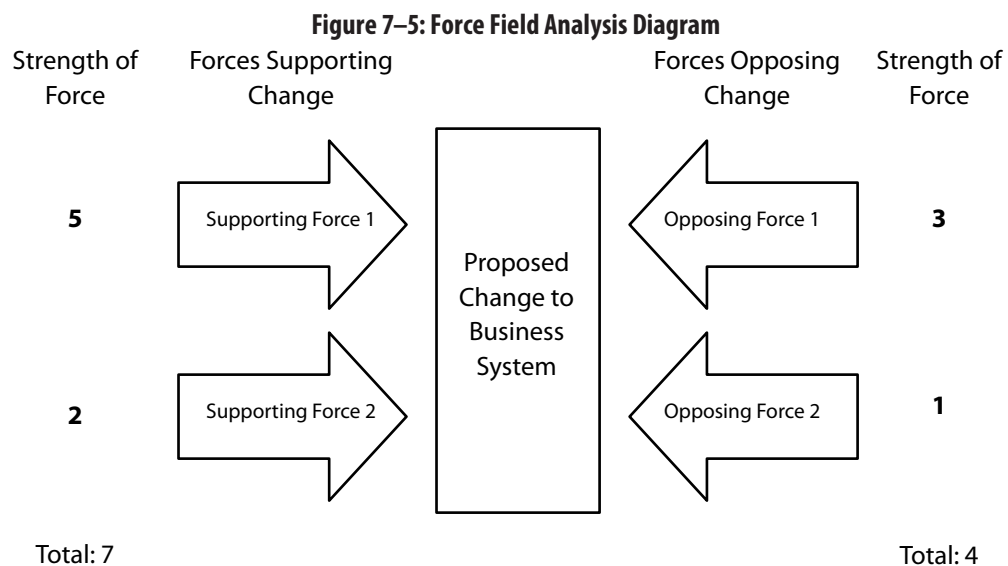 Figure 7–5: Force Field Analysis Diagram
Strength of
Force
Forces Supporting
Change
Forces Opposing
Change
Strength of
Force
5
Supporting Force 1
Opposing Force 1
3
Proposed
Change to
Business
System
2
Supporting Force 2
Opposing Force 2
1
Total: 7
Total: 4